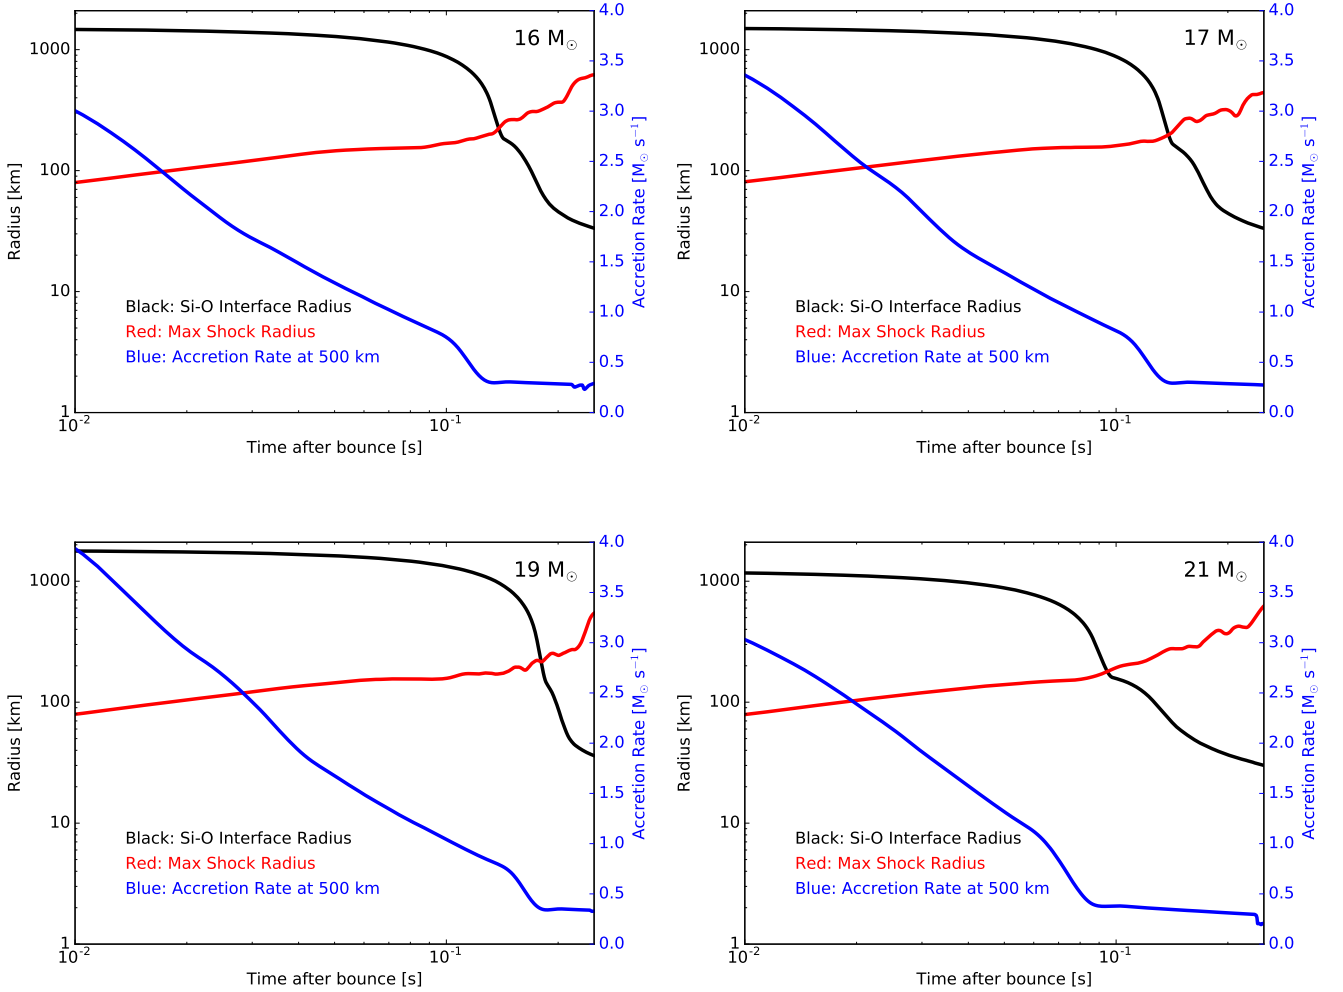 16 M☉
1000
100
10
1
Radius [km]
4.0
3.5
3.0
2.5
2.0
1.5
1.0
0.5
0.0
Accretion Rate [M☉ s⁻¹]
Black: Si-O Interface Radius
Red: Max Shock Radius
Blue: Accretion Rate at 500 km
10⁻² 10⁻¹
Time after bounce [s]
17 M☉
1000
100
10
1
Radius [km]
4.0
3.5
3.0
2.5
2.0
1.5
1.0
0.5
0.0
Accretion Rate [M☉ s⁻¹]
Black: Si-O Interface Radius
Red: Max Shock Radius
Blue: Accretion Rate at 500 km
10⁻² 10⁻¹
Time after bounce [s]
19 M☉
1000
100
10
1
Radius [km]
4.0
3.5
3.0
2.5
2.0
1.5
1.0
0.5
0.0
Accretion Rate [M☉ s⁻¹]
Black: Si-O Interface Radius
Red: Max Shock Radius
Blue: Accretion Rate at 500 km
10⁻² 10⁻¹
Time after bounce [s]
21 M☉
1000
100
10
1
Radius [km]
4.0
3.5
3.0
2.5
2.0
1.5
1.0
0.5
0.0
Accretion Rate [M☉ s⁻¹]
Black: Si-O Interface Radius
Red: Max Shock Radius
Blue: Accretion Rate at 500 km
10⁻² 10⁻¹
Time after bounce [s]